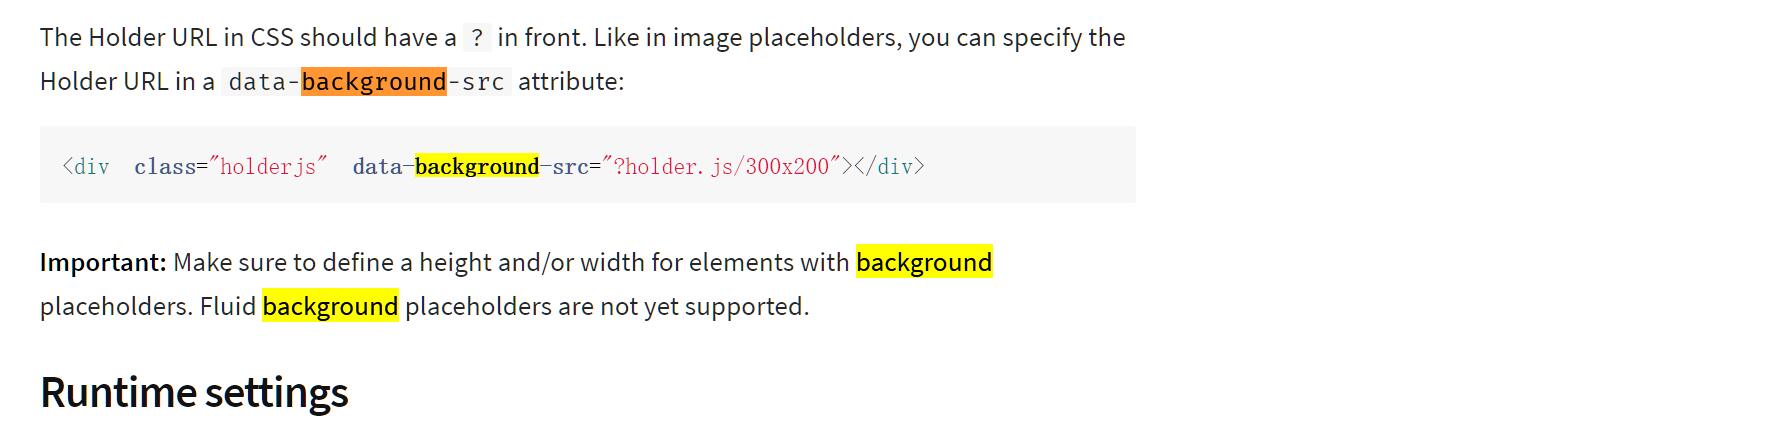 The Holder URL in CSS should have a ? in front. Like in image placeholders, you can specify the
Holder URL in a data-background-src attribute:
<div class="holderjs" data-background-src="?holder.js/300x200"></div>
Important: Make sure to define a height and/or width for elements with background
placeholders. Fluid background placeholders are not yet supported.
Runtime settings